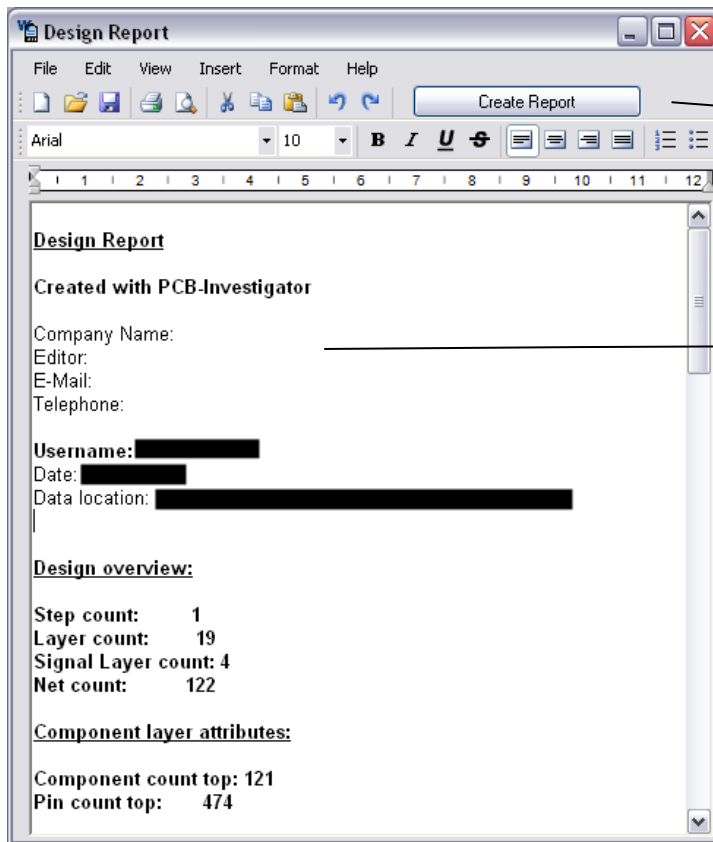 Design Report
File Edit View Insert Format Help
Create Report
Arial 10 B I U S
1 2 3 4 5 6 7 8 9 10 11 12
Design Report
Created with PCB-Investigator
Company Name:
Editor:
E-Mail:
Telephone:
Username:
Date:
Data location:
Design overview:
Step count: 1
Layer count: 19
Signal Layer count: 4
Net count: 122
Component layer attributes:
Component count top: 121
Pin count top: 474